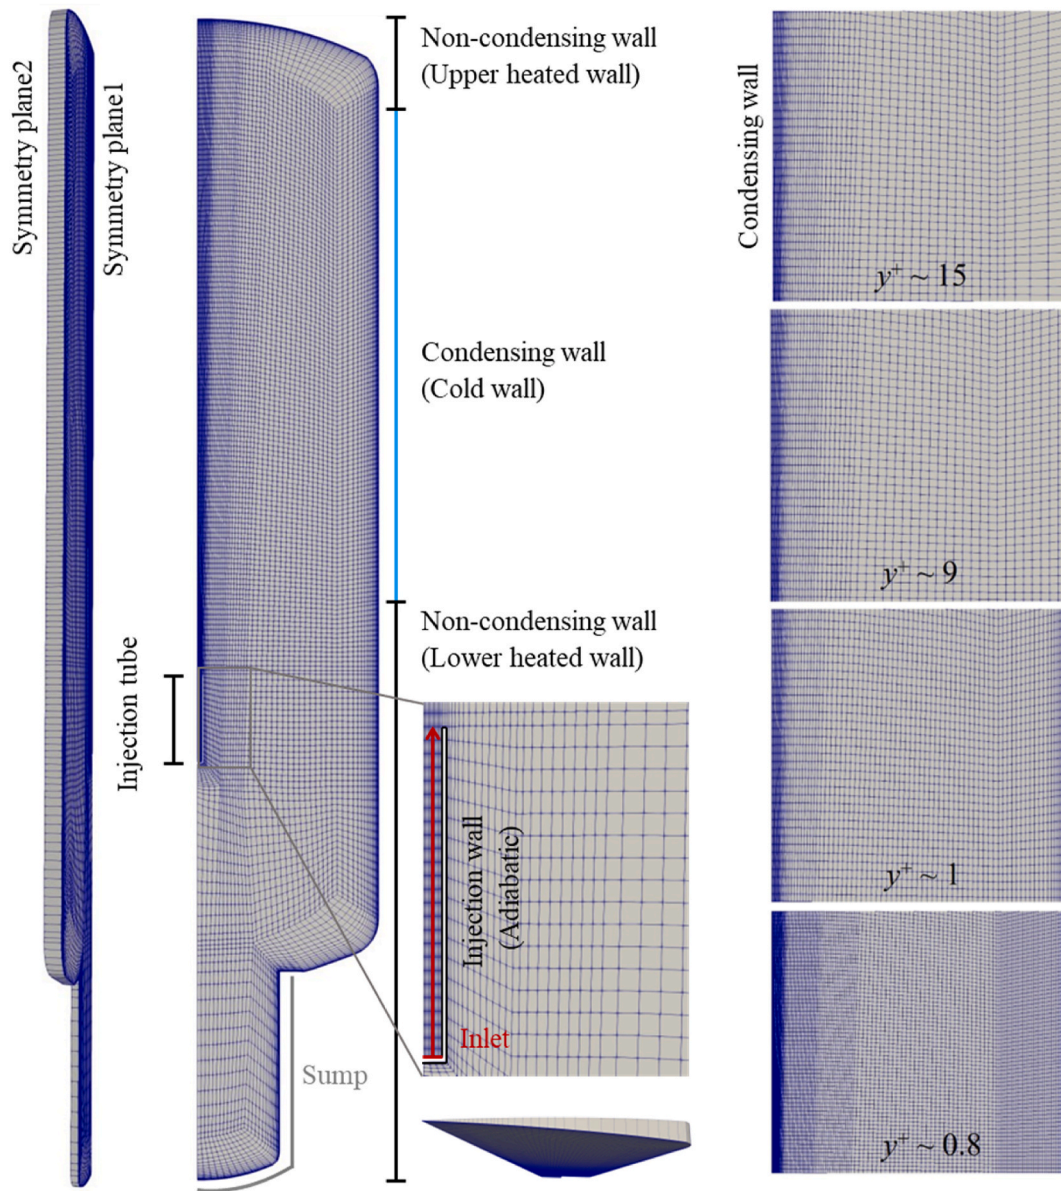 Symmetry plane2
Symmetry plane1
Non-condensing wall
(Upper heated wall)
Condensing wall
(Cold wall)
Non-condensing wall
(Lower heated wall)
Injection tube
Injection wall
(Adiabatic)
Inlet
Sump
Condensing wall
y⁺ ~ 15
y⁺ ~ 9
y⁺ ~ 1
y⁺ ~ 0.8